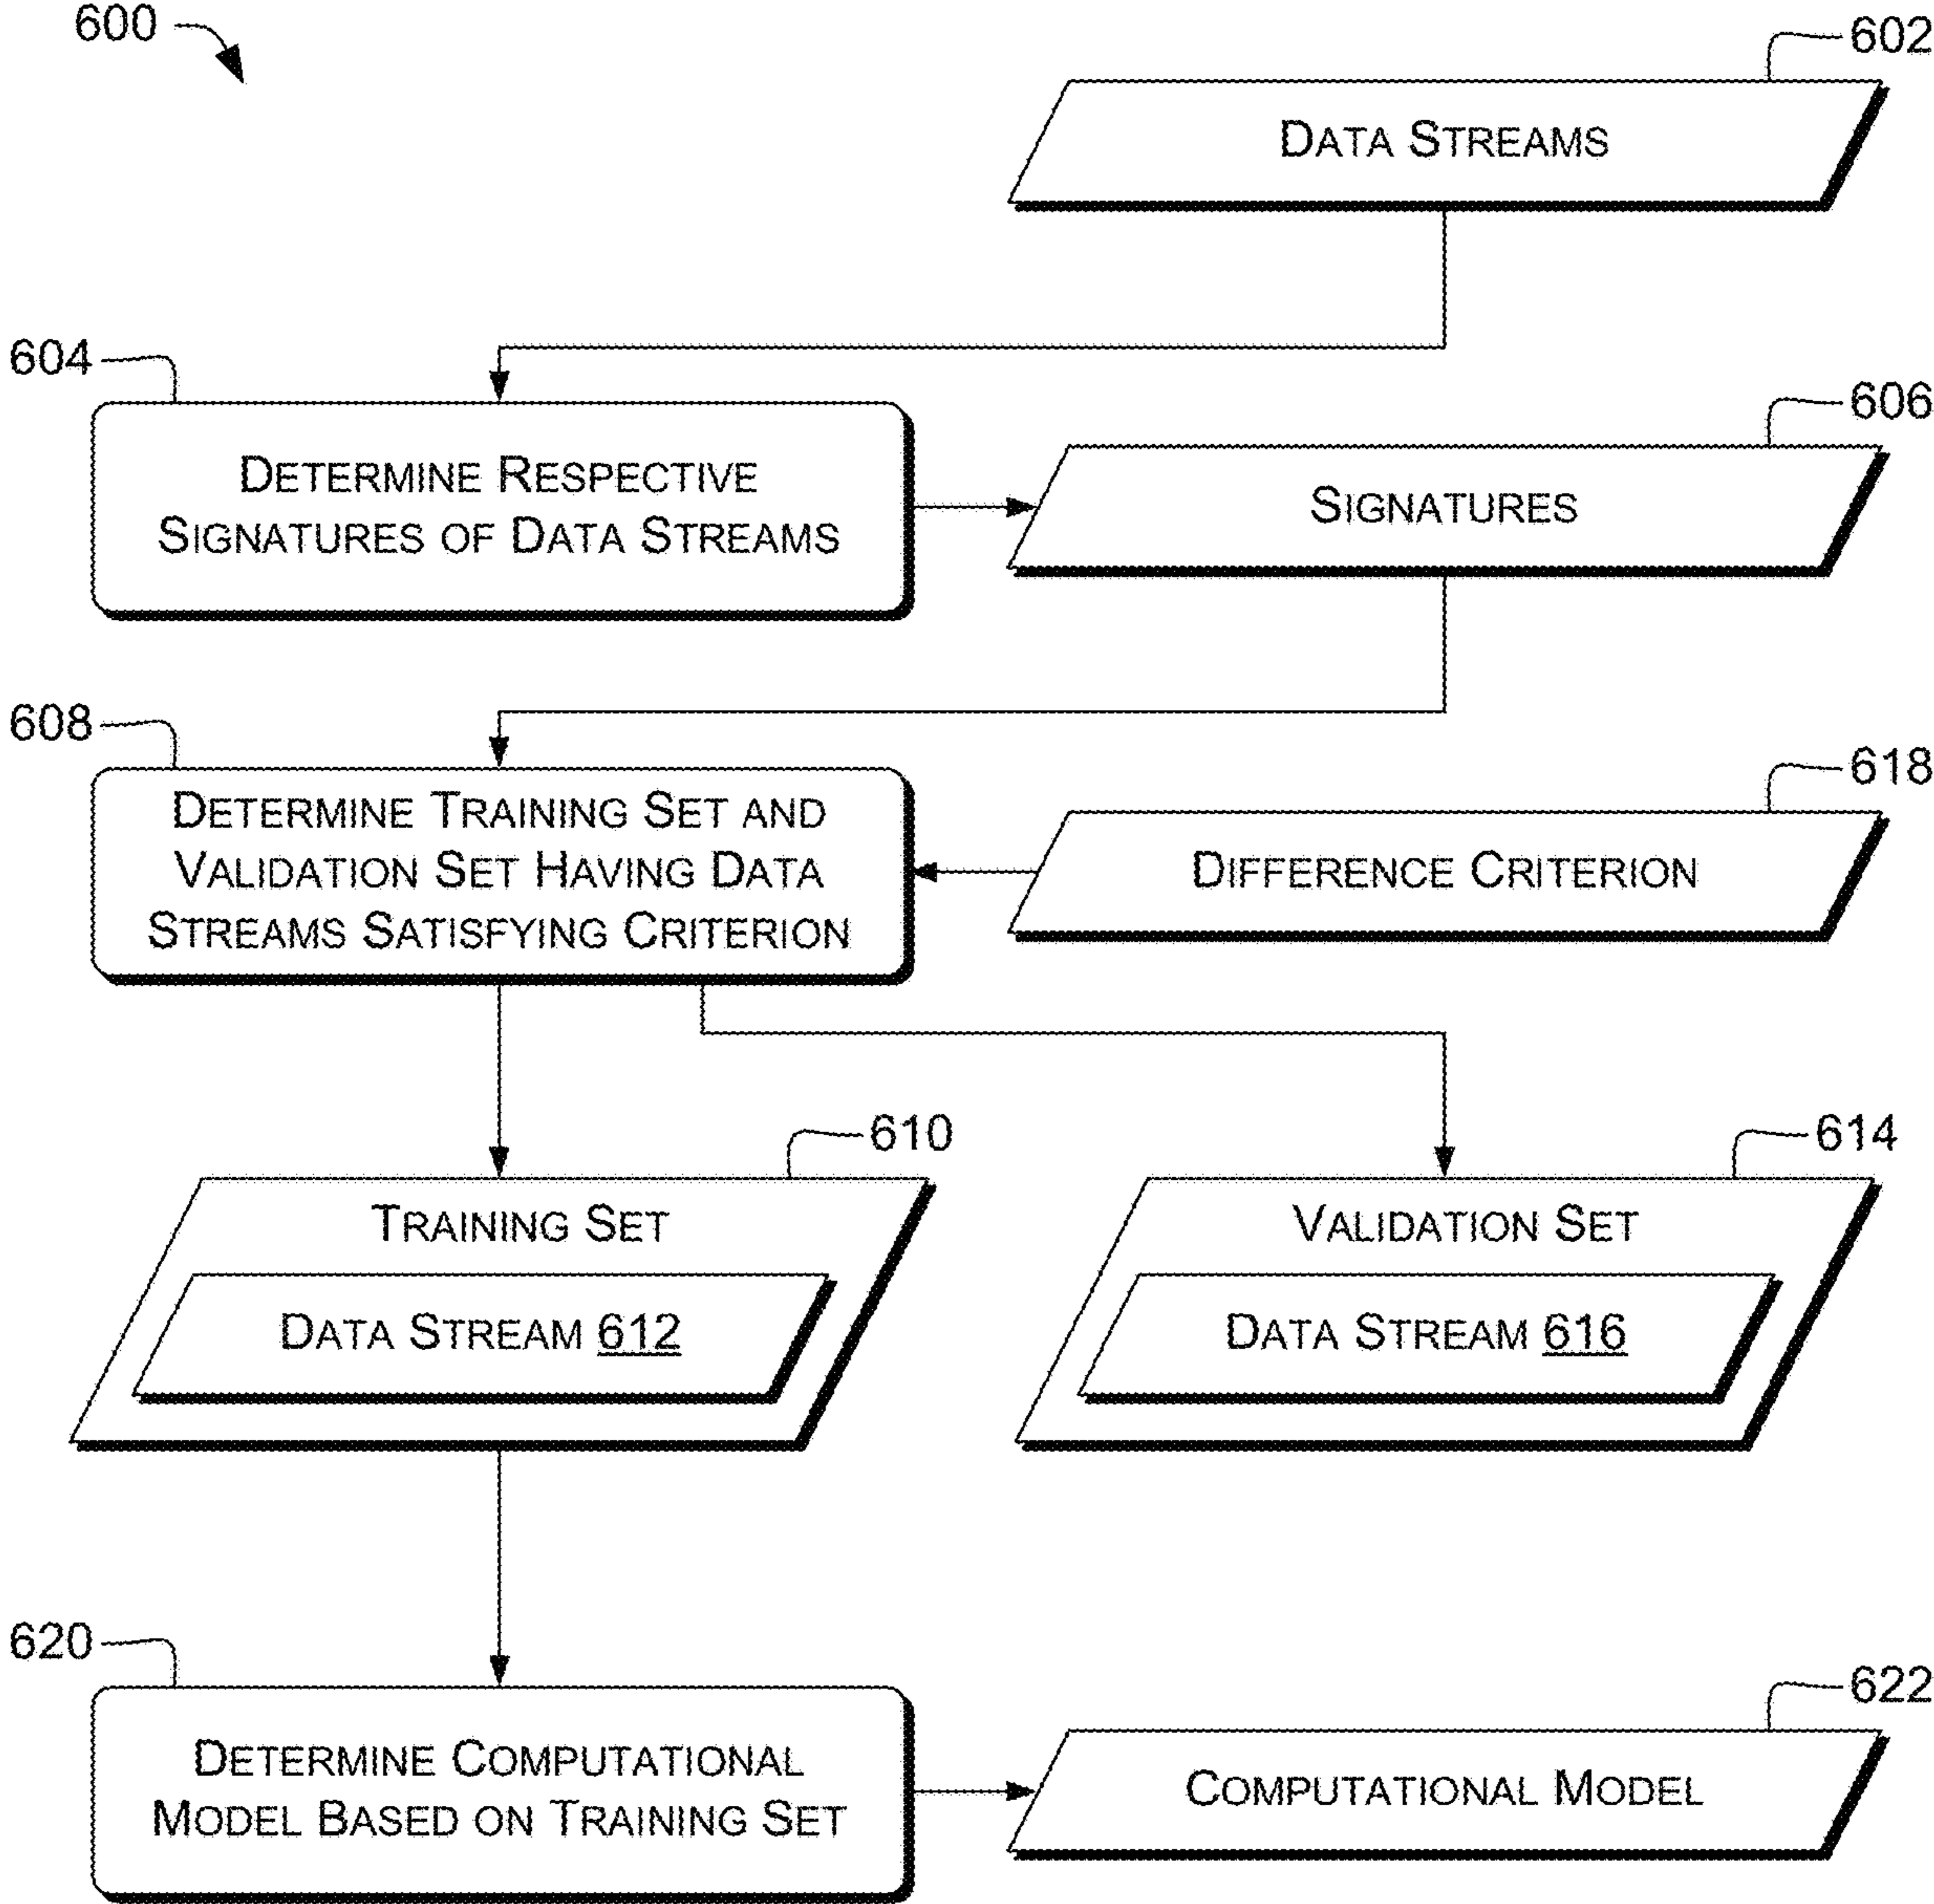 600
602
DATA STREAMS
604
DETERMINE RESPECTIVE
SIGNATURES OF DATA STREAMS
606
SIGNATURES
608
DETERMINE TRAINING SET AND
VALIDATION SET HAVING DATA
STREAMS SATISFYING CRITERION
618
DIFFERENCE CRITERION
610
TRAINING SET
DATA STREAM 612
614
VALIDATION SET
DATA STREAM 616
620
DETERMINE COMPUTATIONAL
MODEL BASED ON TRAINING SET
622
COMPUTATIONAL MODEL